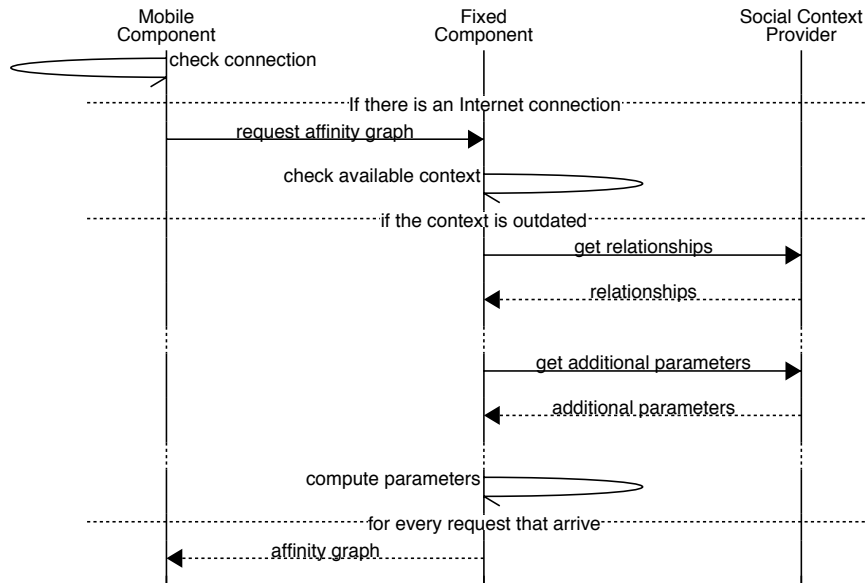 Mobile
Component
Fixed
Component
Social Context
Provider
check connection
If there is an Internet connection
request affinity graph
check available context
if the context is outdated
get relationships
relationships
get additional parameters
additional parameters
compute parameters
for every request that arrive
affinity graph